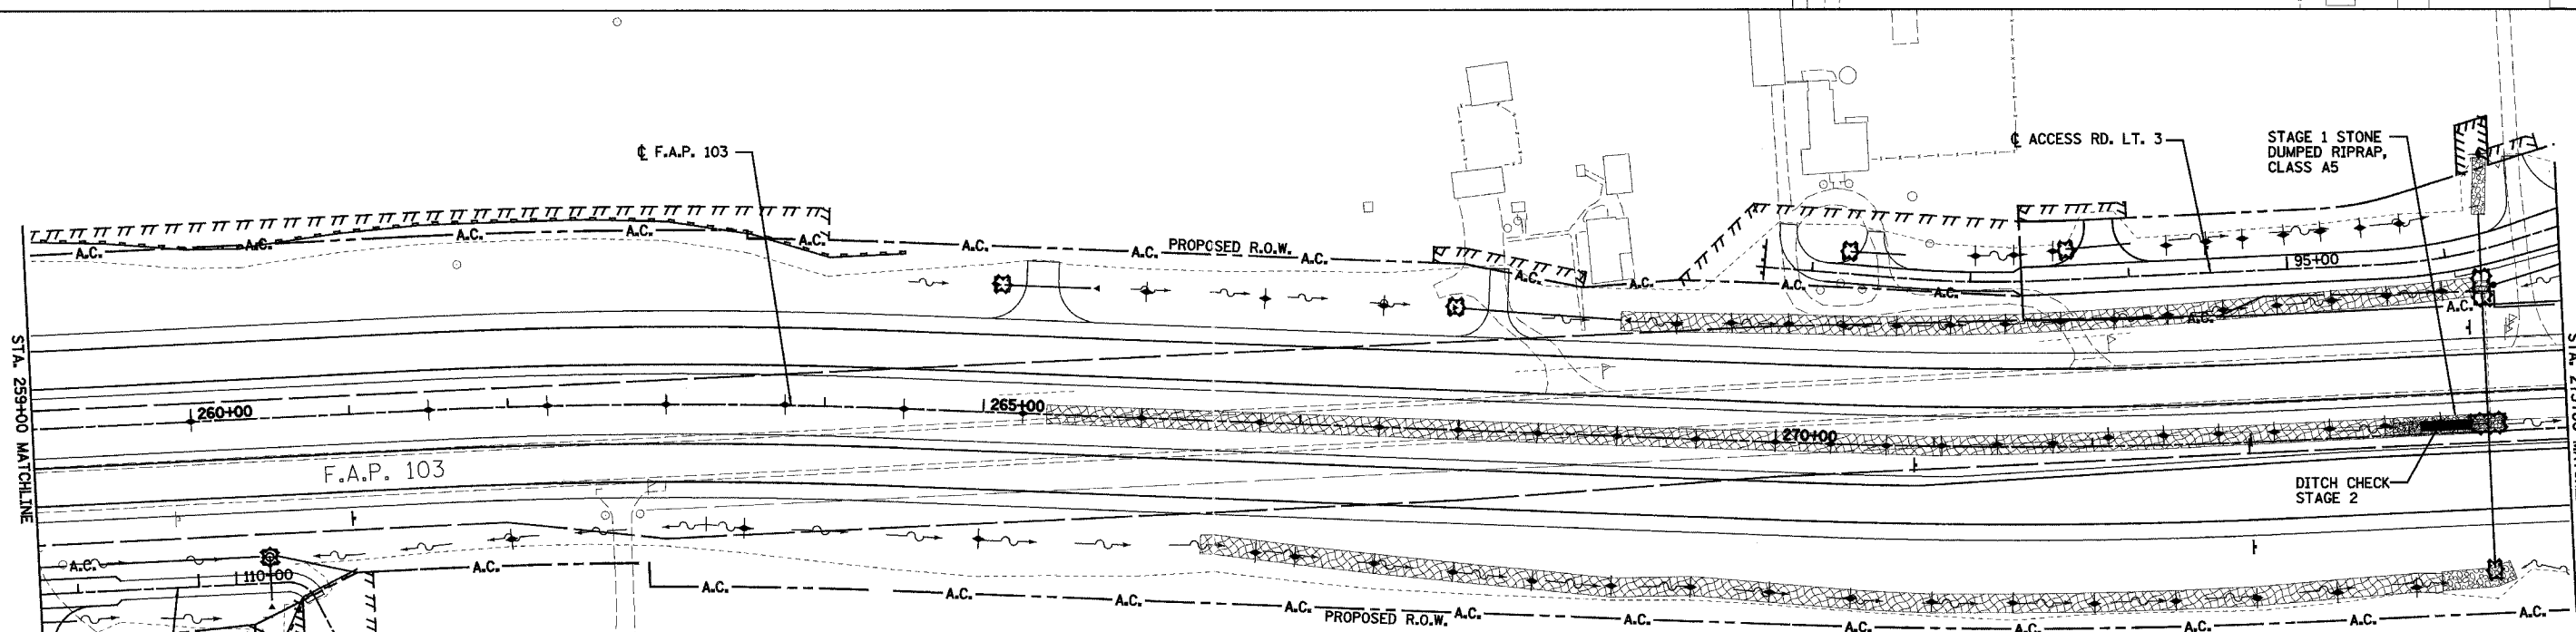 ℄ F.A.P. 103
℄ ACCESS RD. LT. 3
STAGE 1 STONE
DUMPED RIPRAP,
CLASS A5
A.C.
A.C.
A.C.
A.C.
A.C.
A.C.
A.C.
PROPOSED R.O.W.
A.C.
A.C.
A.C.
A.C.
A.C.
95+00
A.C.
A.C.
STA. 259+00 MATCHLINE
260+00
265+00
270+00
F.A.P. 103
DITCH CHECK
STAGE 2
A.C.
110+00
A.C.
A.C.
A.C.
A.C.
A.C.
PROPOSED R.O.W.
A.C.
A.C.
A.C.
A.C.
A.C.
A.C.
A.C.
STA.